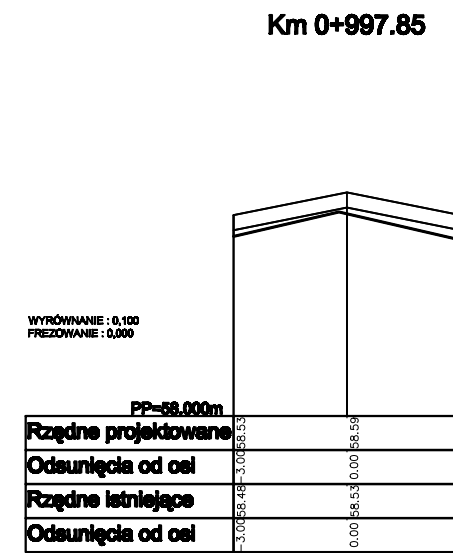 Km 0+997.85
WYRÓWNANIE : 0,100
FREZOWANIE : 0,000
PP=58.000m
Rzędne projektowane 58.53 58.59
Odsunięcia od osi -3.00 0.00
Rzędne istniejące 58.48 58.53
Odsunięcia od osi -3.00 0.00